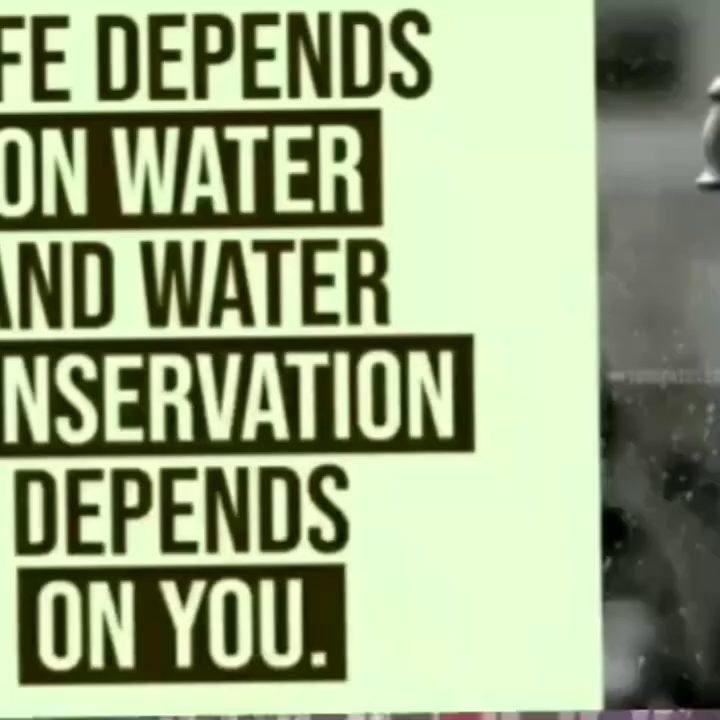 FE DEPENDS
ON WATER
AND WATER
NSERVATION
DEPENDS
ON YOU.